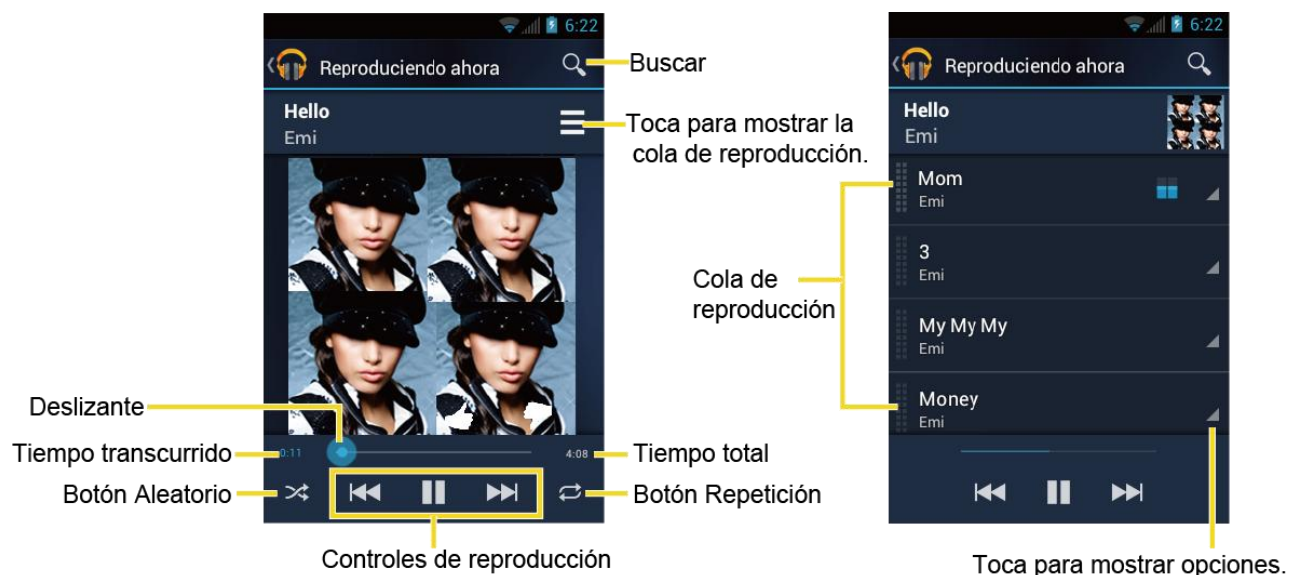 6:22
Reproduciendo ahora
Buscar
Hello
Emi
Toca para mostrar la
cola de reproducción.
Deslizante
Tiempo transcurrido
0:11
4:08
Tiempo total
Botón Aleatorio
Botón Repetición
Controles de reproducción
6:22
Reproduciendo ahora
Hello
Emi
Mom
Emi
3
Emi
Cola de
reproducción
My My My
Emi
Money
Emi
Toca para mostrar opciones.